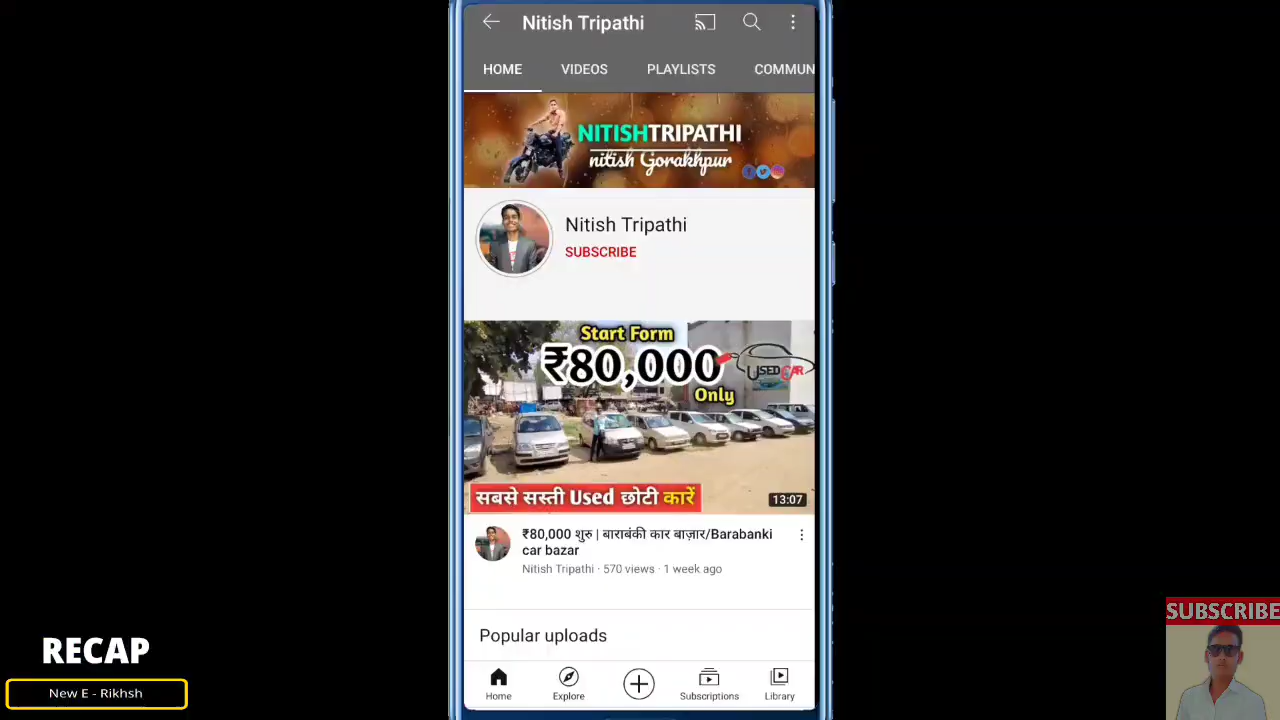 Nitish Tripathi
HOME VIDEOS PLAYLISTS COMMUN
NITISHTRIPATHI
nitish Gorakhpur
Nitish Tripathi
SUBSCRIBE
Start Form
₹80,000
USED CAR
Only
सबसे सस्ती Used छोटी कारें
13:07
₹80,000 शुरु | बाराबंकी कार बाज़ार/Barabanki
car bazar
Nitish Tripathi · 570 views · 1 week ago
Popular uploads
Home Explore Subscriptions Library
RECAP
New E - Rikhsh
SUBSCRIBE